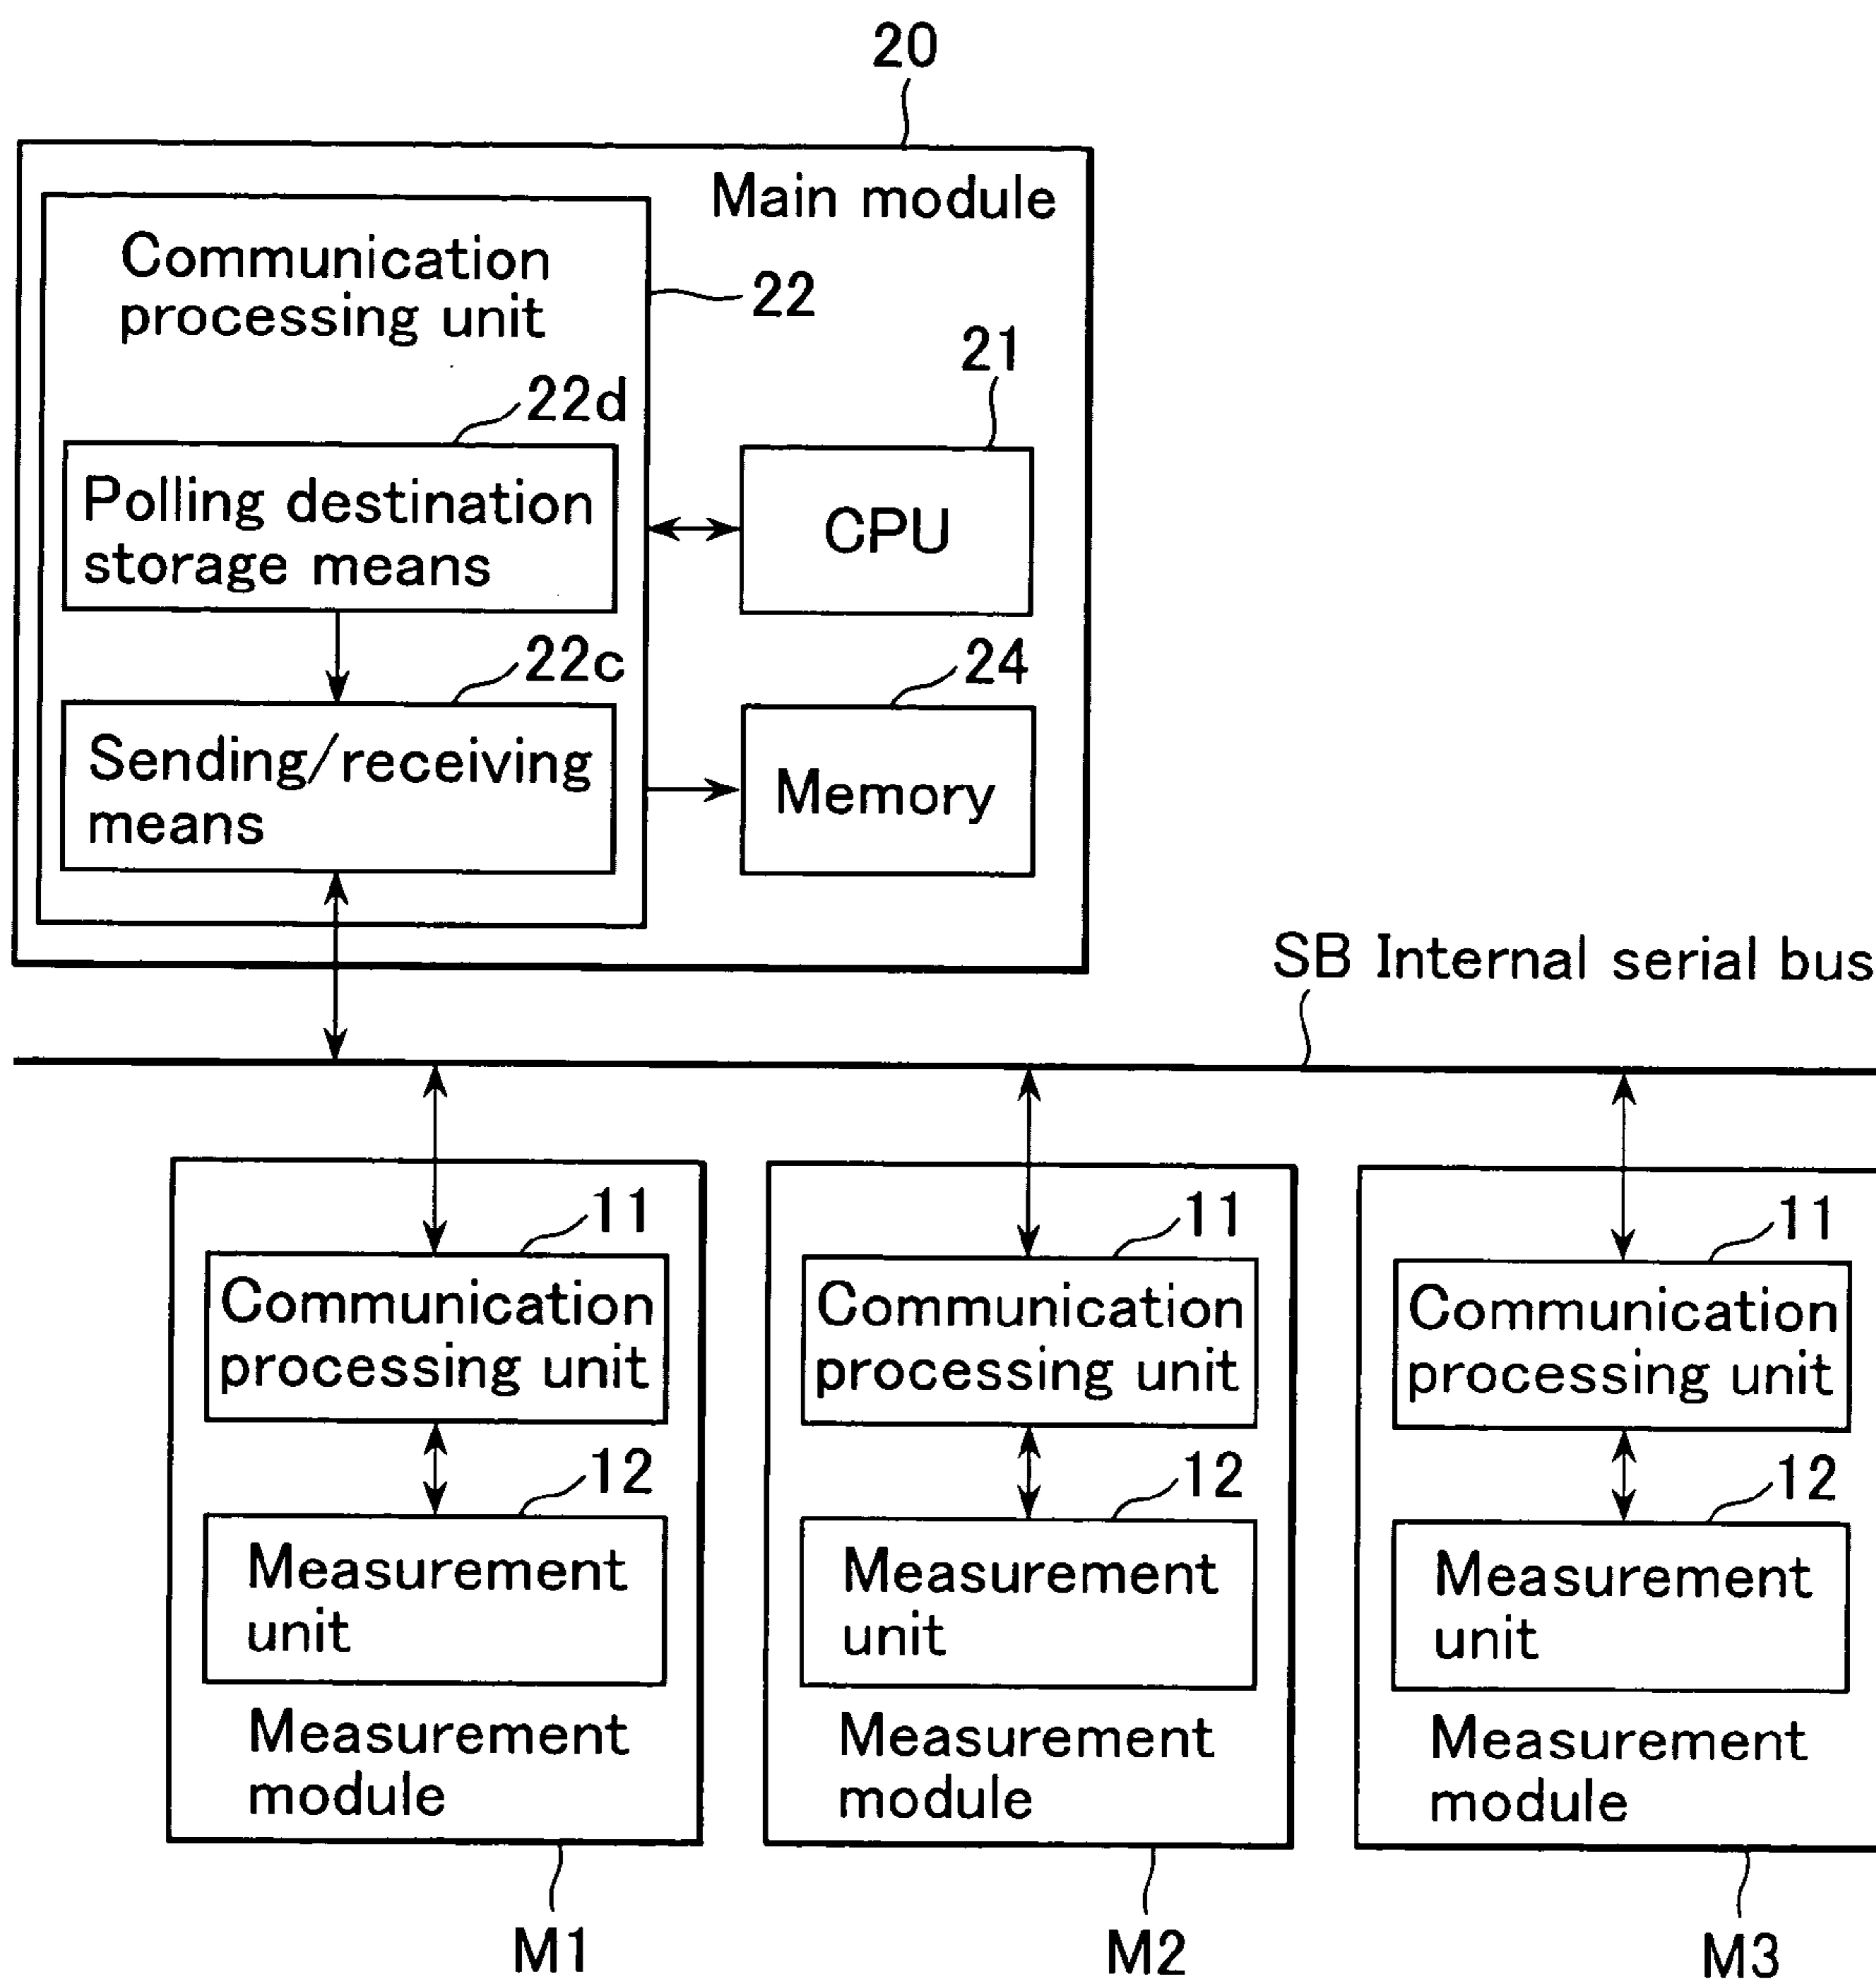 20
Main module
Communication
processing unit
22
21
22d
Polling destination
storage means
CPU
22c
24
Sending/receiving
means
Memory
SB Internal serial bus
11
Communication
processing unit
12
Measurement
unit
Measurement
module
M1
11
Communication
processing unit
12
Measurement
unit
Measurement
module
M2
11
Communication
processing unit
12
Measurement
unit
Measurement
module
M3